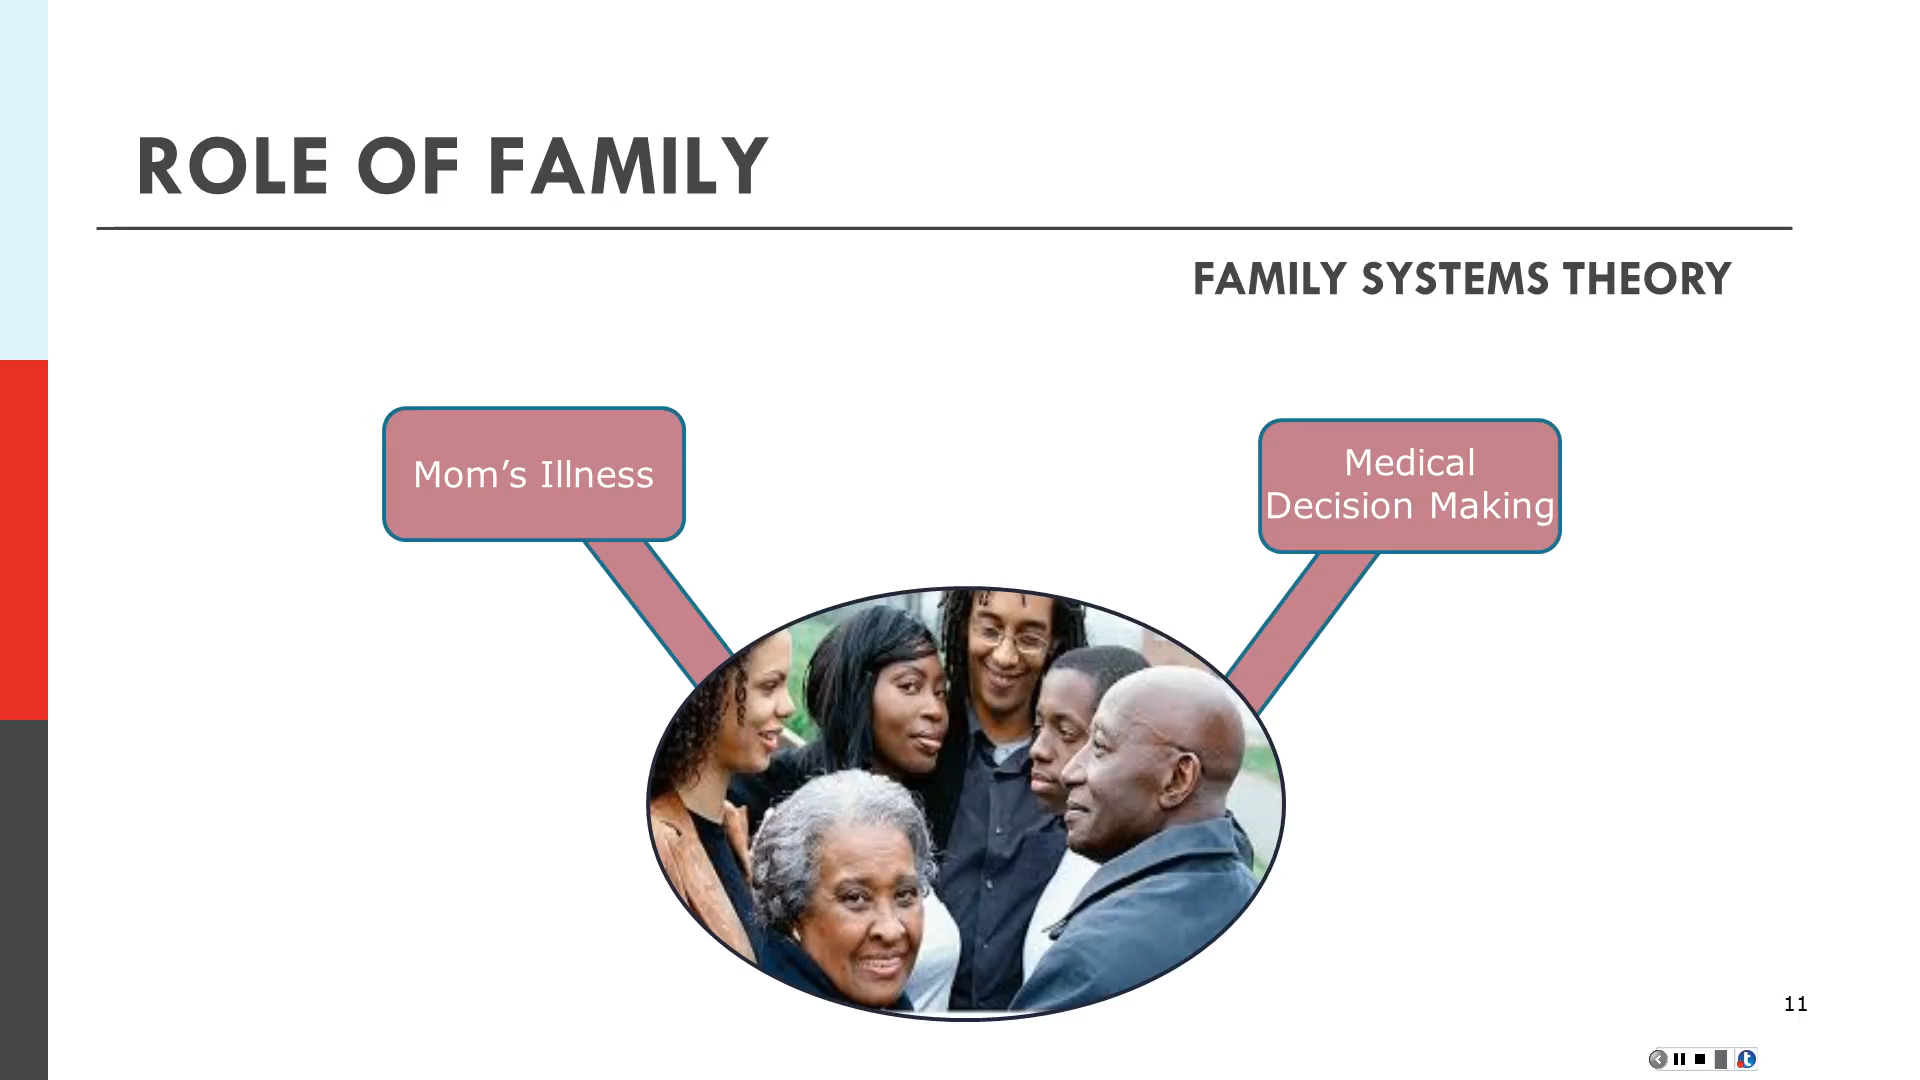 ROLE OF FAMILY
FAMILY SYSTEMS THEORY
Mom’s Illness
Medical
Decision Making
11